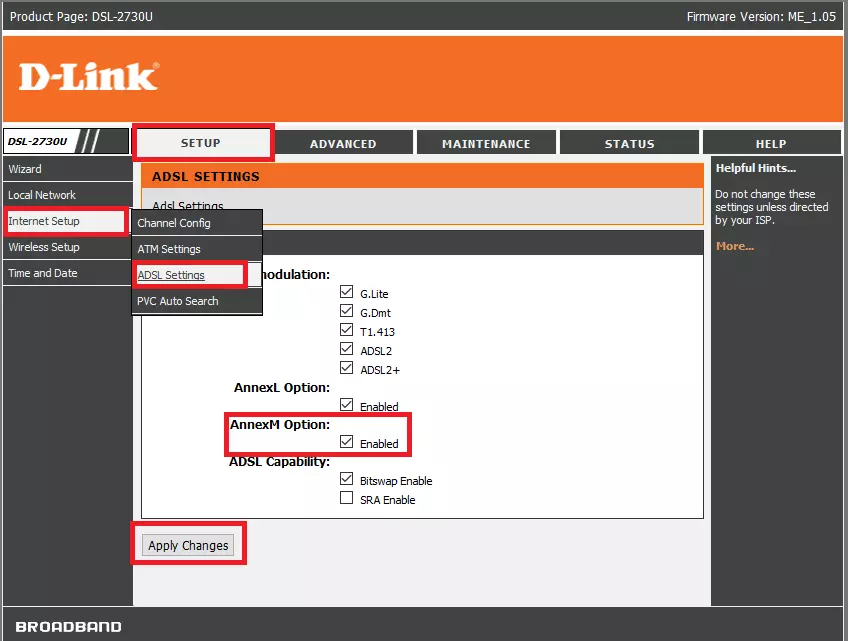 Product Page: DSL-2730U
Firmware Version: ME_1.05
D-Link®
DSL-2730U
SETUP
ADVANCED
MAINTENANCE
STATUS
HELP
Wizard
Local Network
Internet Setup
Wireless Setup
Time and Date
Channel Config
ATM Settings
ADSL Settings
PVC Auto Search
ADSL SETTINGS
Adsl Settings
modulation:
G.Lite
G.Dmt
T1.413
ADSL2
ADSL2+
AnnexL Option:
Enabled
AnnexM Option:
Enabled
ADSL Capability:
Bitswap Enable
SRA Enable
Apply Changes
Helpful Hints...
Do not change these
settings unless directed
by your ISP.
More...
BROADBAND